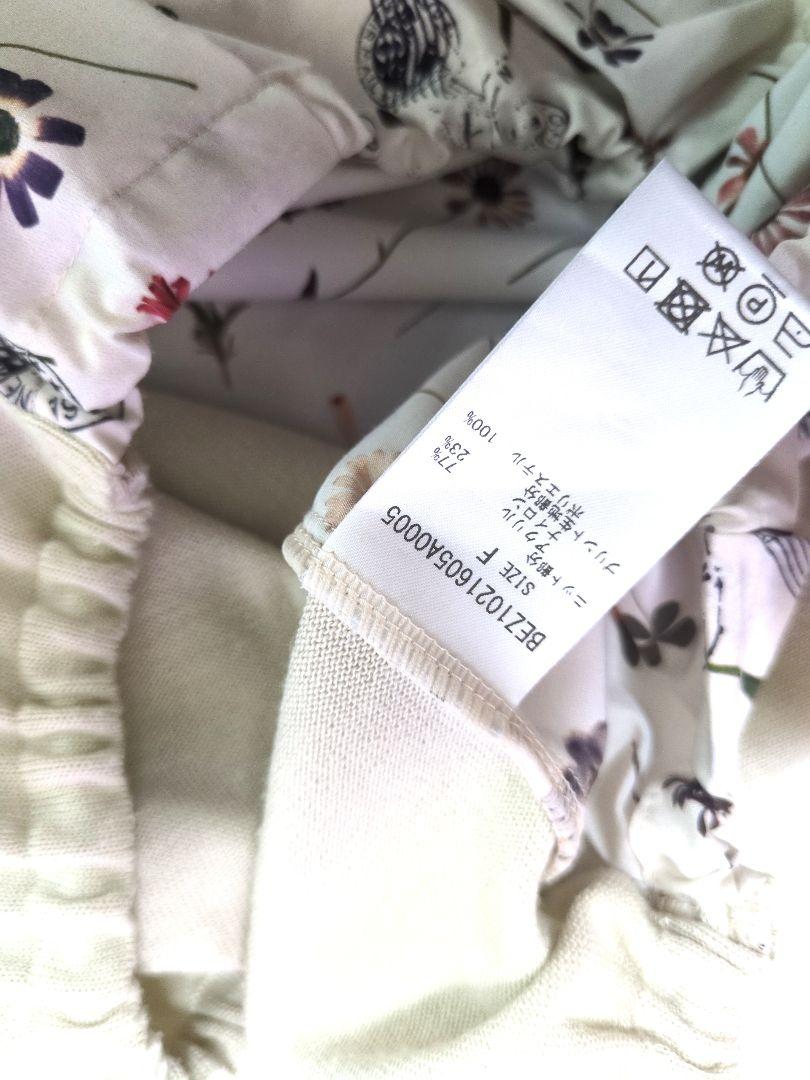 BEZ1021605A0005
SIZE F
ニット部分
アクリル 77%
ナイロン 23%
プリント生地部分
ポリエステル 100%